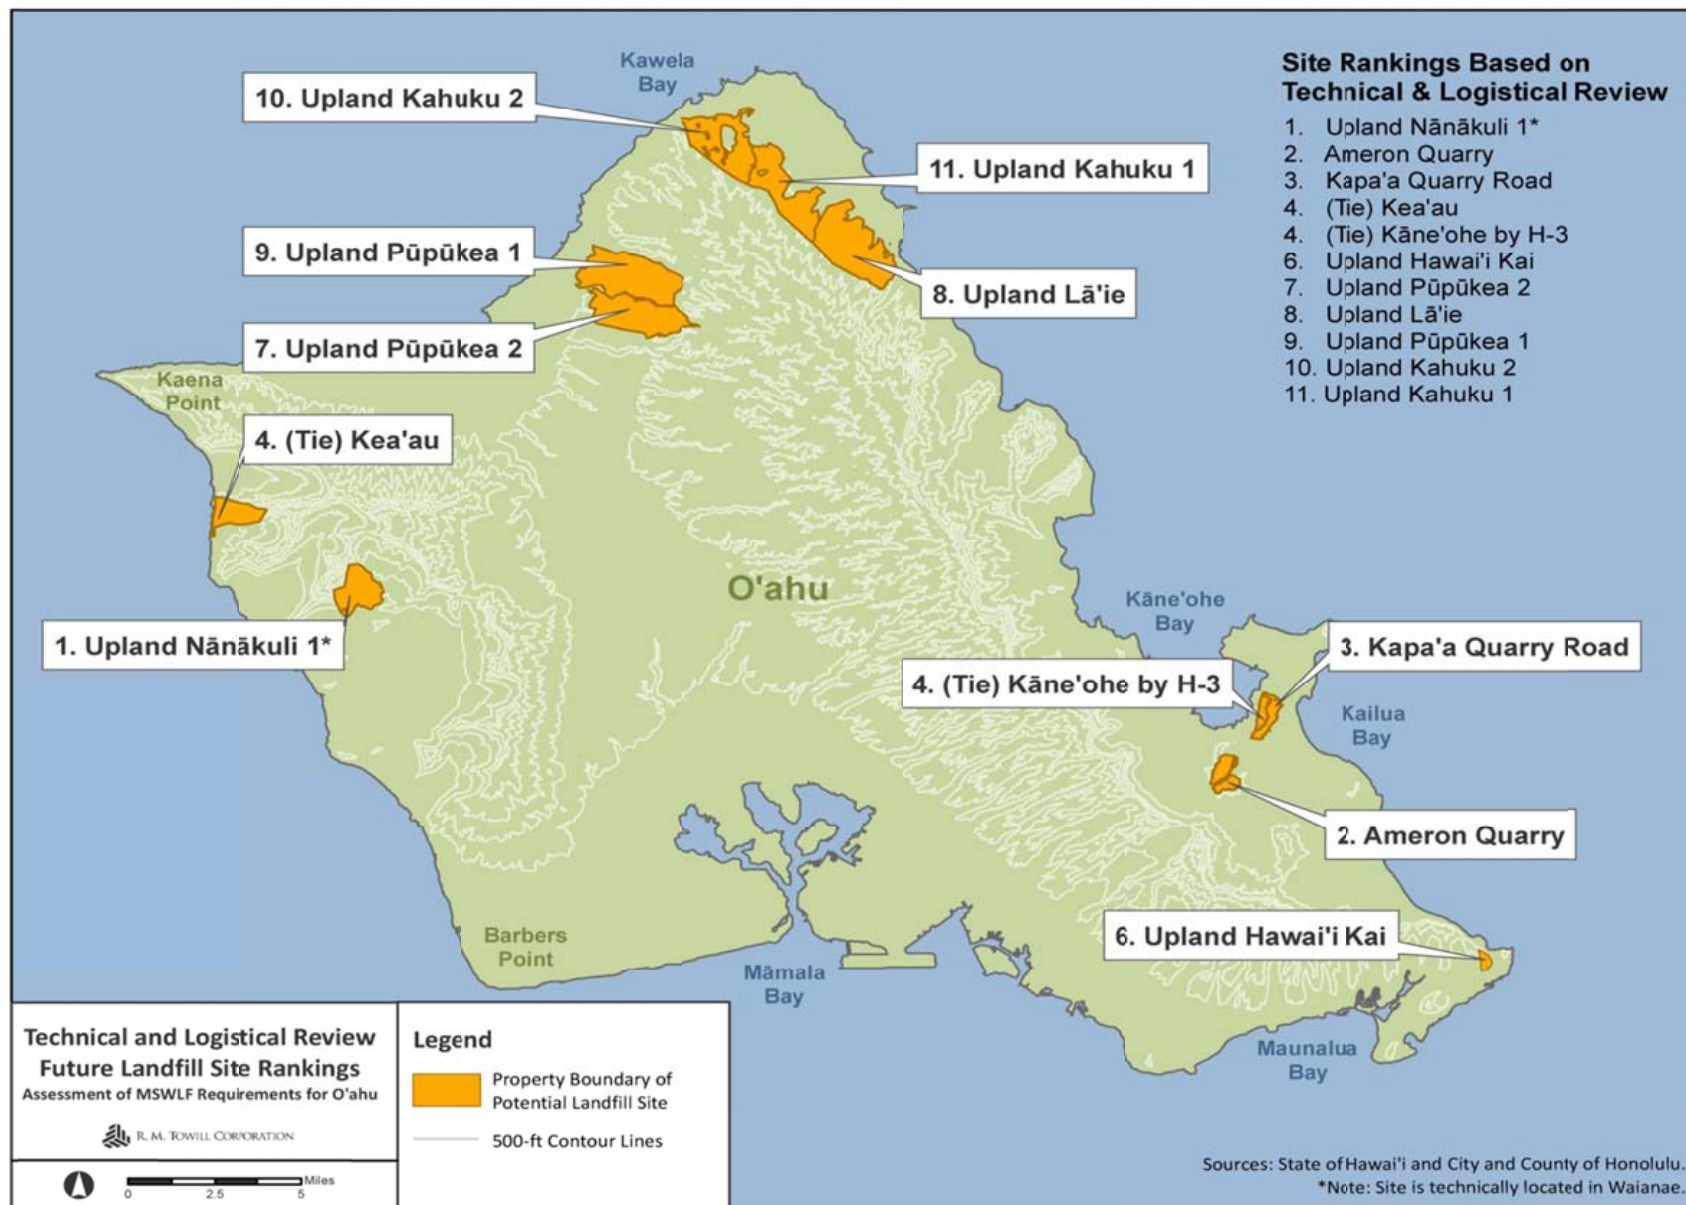 Kawela
Bay
10. Upland Kahuku 2
11. Upland Kahuku 1
9. Upland Pūpūkea 1
8. Upland Lā'ie
7. Upland Pūpūkea 2
Kaena
Point
4. (Tie) Kea'au
O'ahu
1. Upland Nānākuli 1*
Kāne'ohe
Bay
3. Kapa'a Quarry Road
4. (Tie) Kāne'ohe by H-3
Kailua
Bay
2. Ameron Quarry
6. Upland Hawai'i Kai
Barbers
Point
Māmala
Bay
Maunalua
Bay
Site Rankings Based on
Technical & Logistical Review
1. Upland Nānākuli 1*
2. Ameron Quarry
3. Kapa'a Quarry Road
4. (Tie) Kea'au
4. (Tie) Kāne'ohe by H-3
6. Upland Hawai'i Kai
7. Upland Pūpūkea 2
8. Upland Lā'ie
9. Upland Pūpūkea 1
10. Upland Kahuku 2
11. Upland Kahuku 1
Technical and Logistical Review
Future Landfill Site Rankings
Assessment of MSWLF Requirements for O'ahu
R. M. TOWILL CORPORATION
Miles
0 2.5 5
Legend
Property Boundary of
Potential Landfill Site
500-ft Contour Lines
Sources: State of Hawai'i and City and County of Honolulu.
*Note: Site is technically located in Waianae.